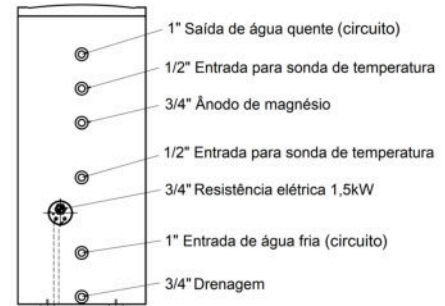 1" Saída de água quente (circuito)
1/2" Entrada para sonda de temperatura
3/4" Ânodo de magnésio
1/2" Entrada para sonda de temperatura
3/4" Resistência elétrica 1,5kW
1" Entrada de água fria (circuito)
3/4" Drenagem